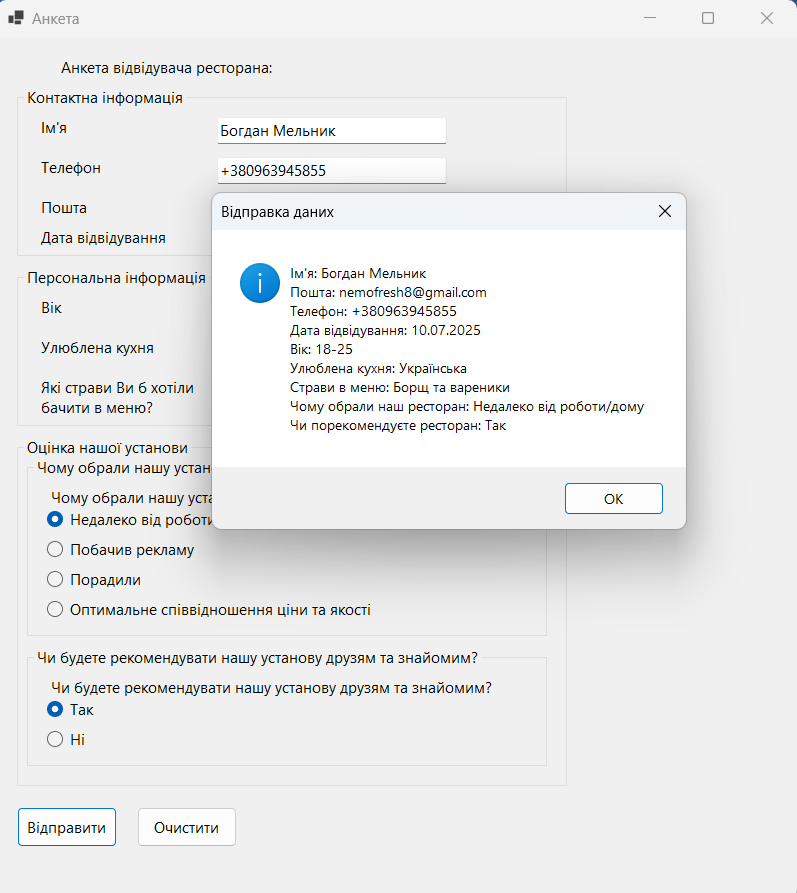 Анкета
Анкета відвідувача ресторана:
Контактна інформація
Ім'я
Богдан Мельник
Телефон
+380963945855
Пошта
Дата відвідування
Персональна інформація
Вік
Улюблена кухня
Які страви Ви б хотіли
бачити в меню?
Відправка даних
Ім'я: Богдан Мельник
Пошта: nemofresh8@gmail.com
Телефон: +380963945855
Дата відвідування: 10.07.2025
Вік: 18-25
Улюблена кухня: Українська
Страви в меню: Борщ та вареники
Чому обрали наш ресторан: Недалеко від роботи/дому
Чи порекомендуєте ресторан: Так
OK
Оцінка нашої установи
Чому обрали нашу
Чому обрали нашу
Недалеко від роботи
Побачив рекламу
Порадили
Оптимальне співвідношення ціни та якості
Чи будете рекомендувати нашу установу друзям та знайомим?
Чи будете рекомендувати нашу установу друзям та знайомим?
Так
Ні
Відправити
Очистити